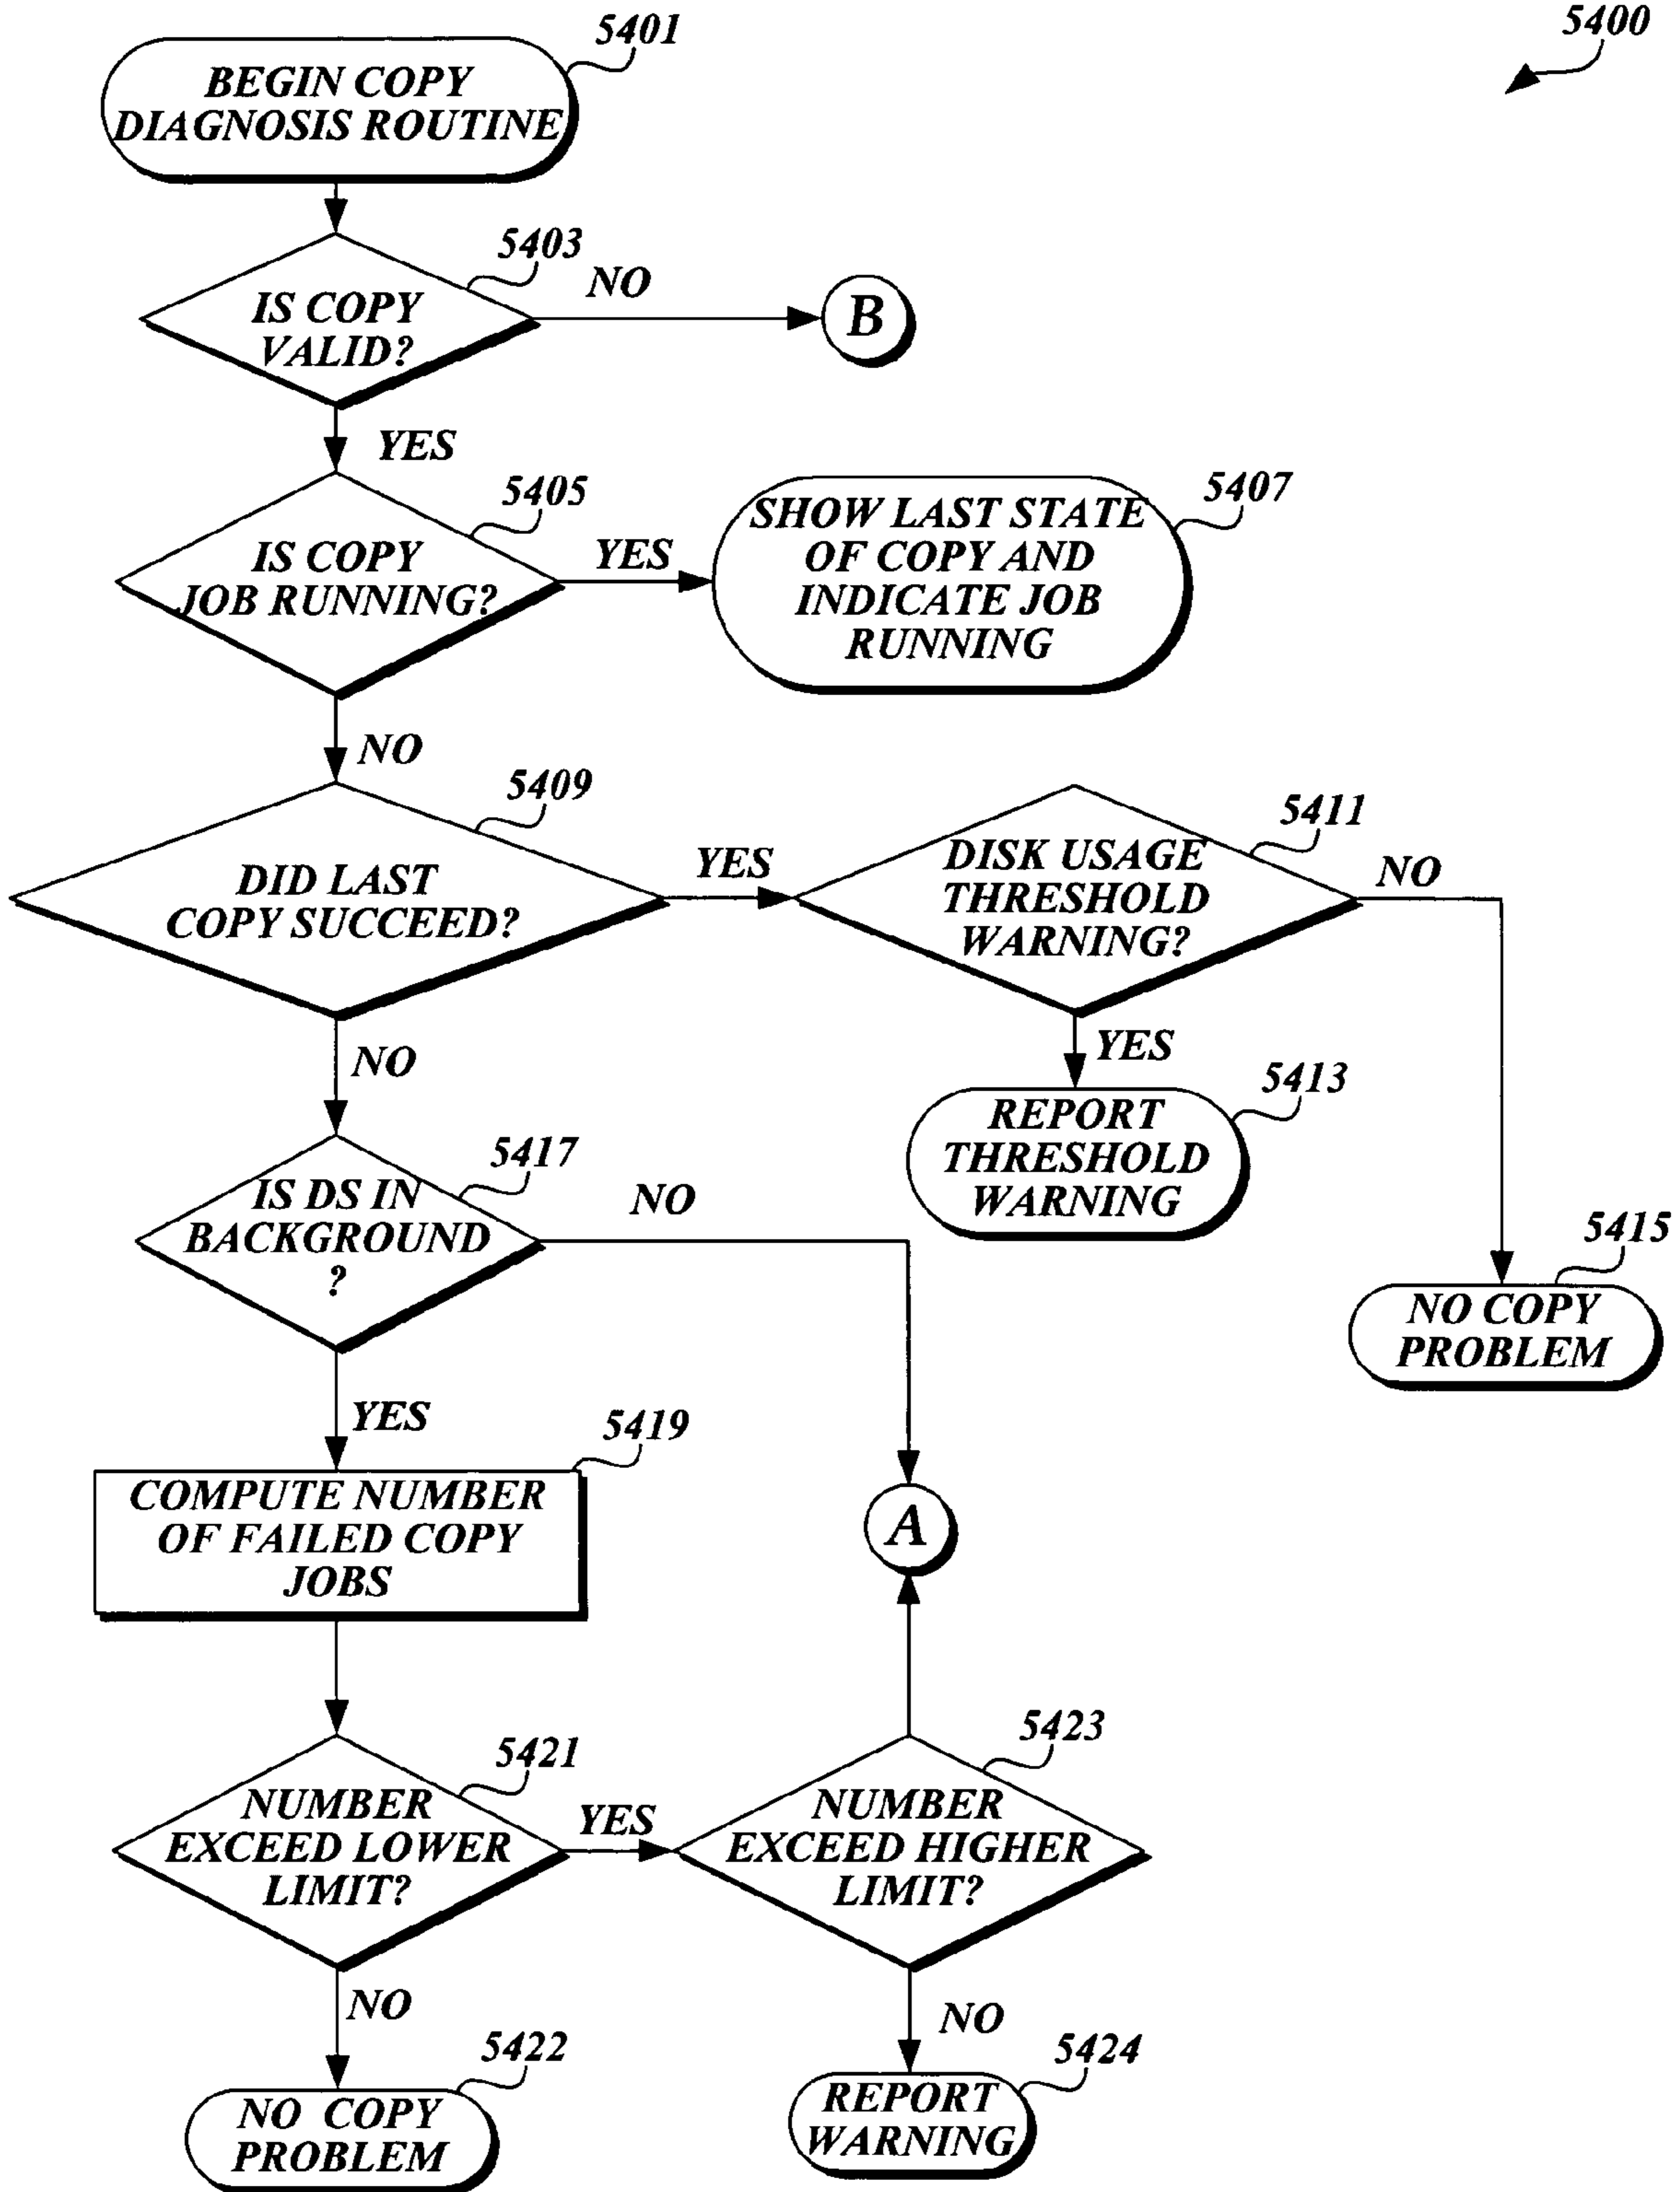 5400
5401
BEGIN COPY
DIAGNOSIS ROUTINE
5403
IS COPY
VALID?
NO
B
YES
5405
IS COPY
JOB RUNNING?
YES
5407
SHOW LAST STATE
OF COPY AND
INDICATE JOB
RUNNING
NO
5409
DID LAST
COPY SUCCEED?
YES
5411
DISK USAGE
THRESHOLD
WARNING?
NO
YES
5413
REPORT
THRESHOLD
WARNING
5415
NO COPY
PROBLEM
NO
5417
IS DS IN
BACKGROUND
?
NO
YES
5419
COMPUTE NUMBER
OF FAILED COPY
JOBS
A
5421
NUMBER
EXCEED LOWER
LIMIT?
YES
5423
NUMBER
EXCEED HIGHER
LIMIT?
NO
5422
NO COPY
PROBLEM
NO
5424
REPORT
WARNING